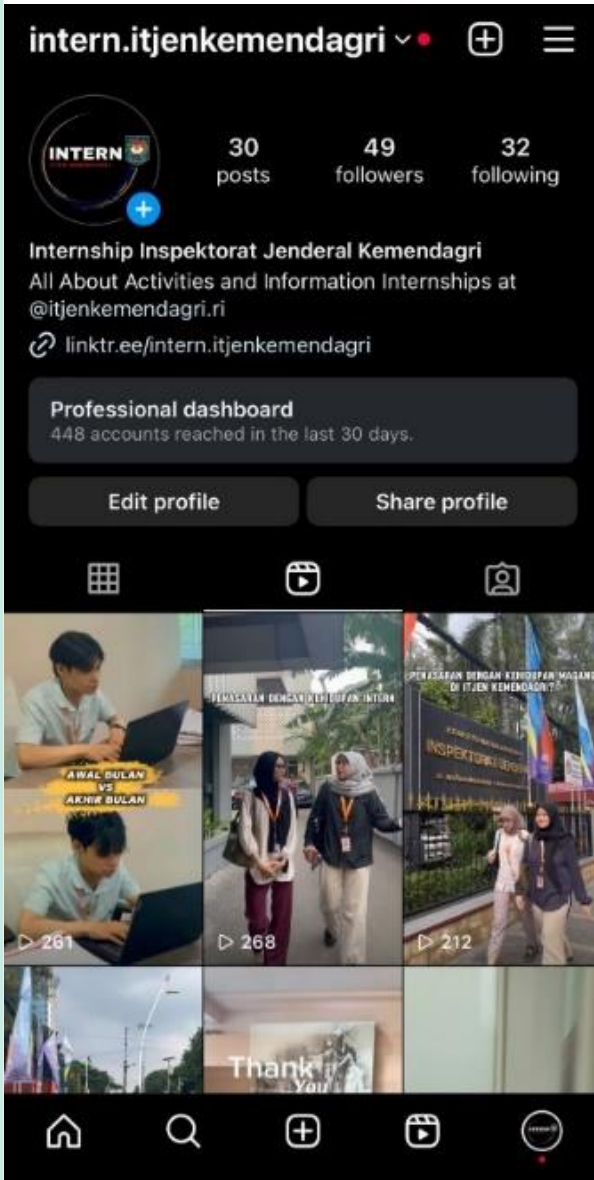 intern.itjenkemendagri
INTERN
30
posts
49
followers
32
following
Internship Inspektorat Jenderal Kemendagri
All About Activities and Information Internships at
@itjenkemendagri.ri
linktr.ee/intern.itjenkemendagri
Professional dashboard
448 accounts reached in the last 30 days.
Edit profile
Share profile
AWAL BULAN
VS
AKHIR BULAN
261
PENASARAN DENGAN KEHIDUPAN INTERN
268
PENASARAN DENGAN KEHIDUPAN MAGANG
DI ITJEN KEMENDAGRI?
INSPEKTORAT JENDE
212
Thank
You